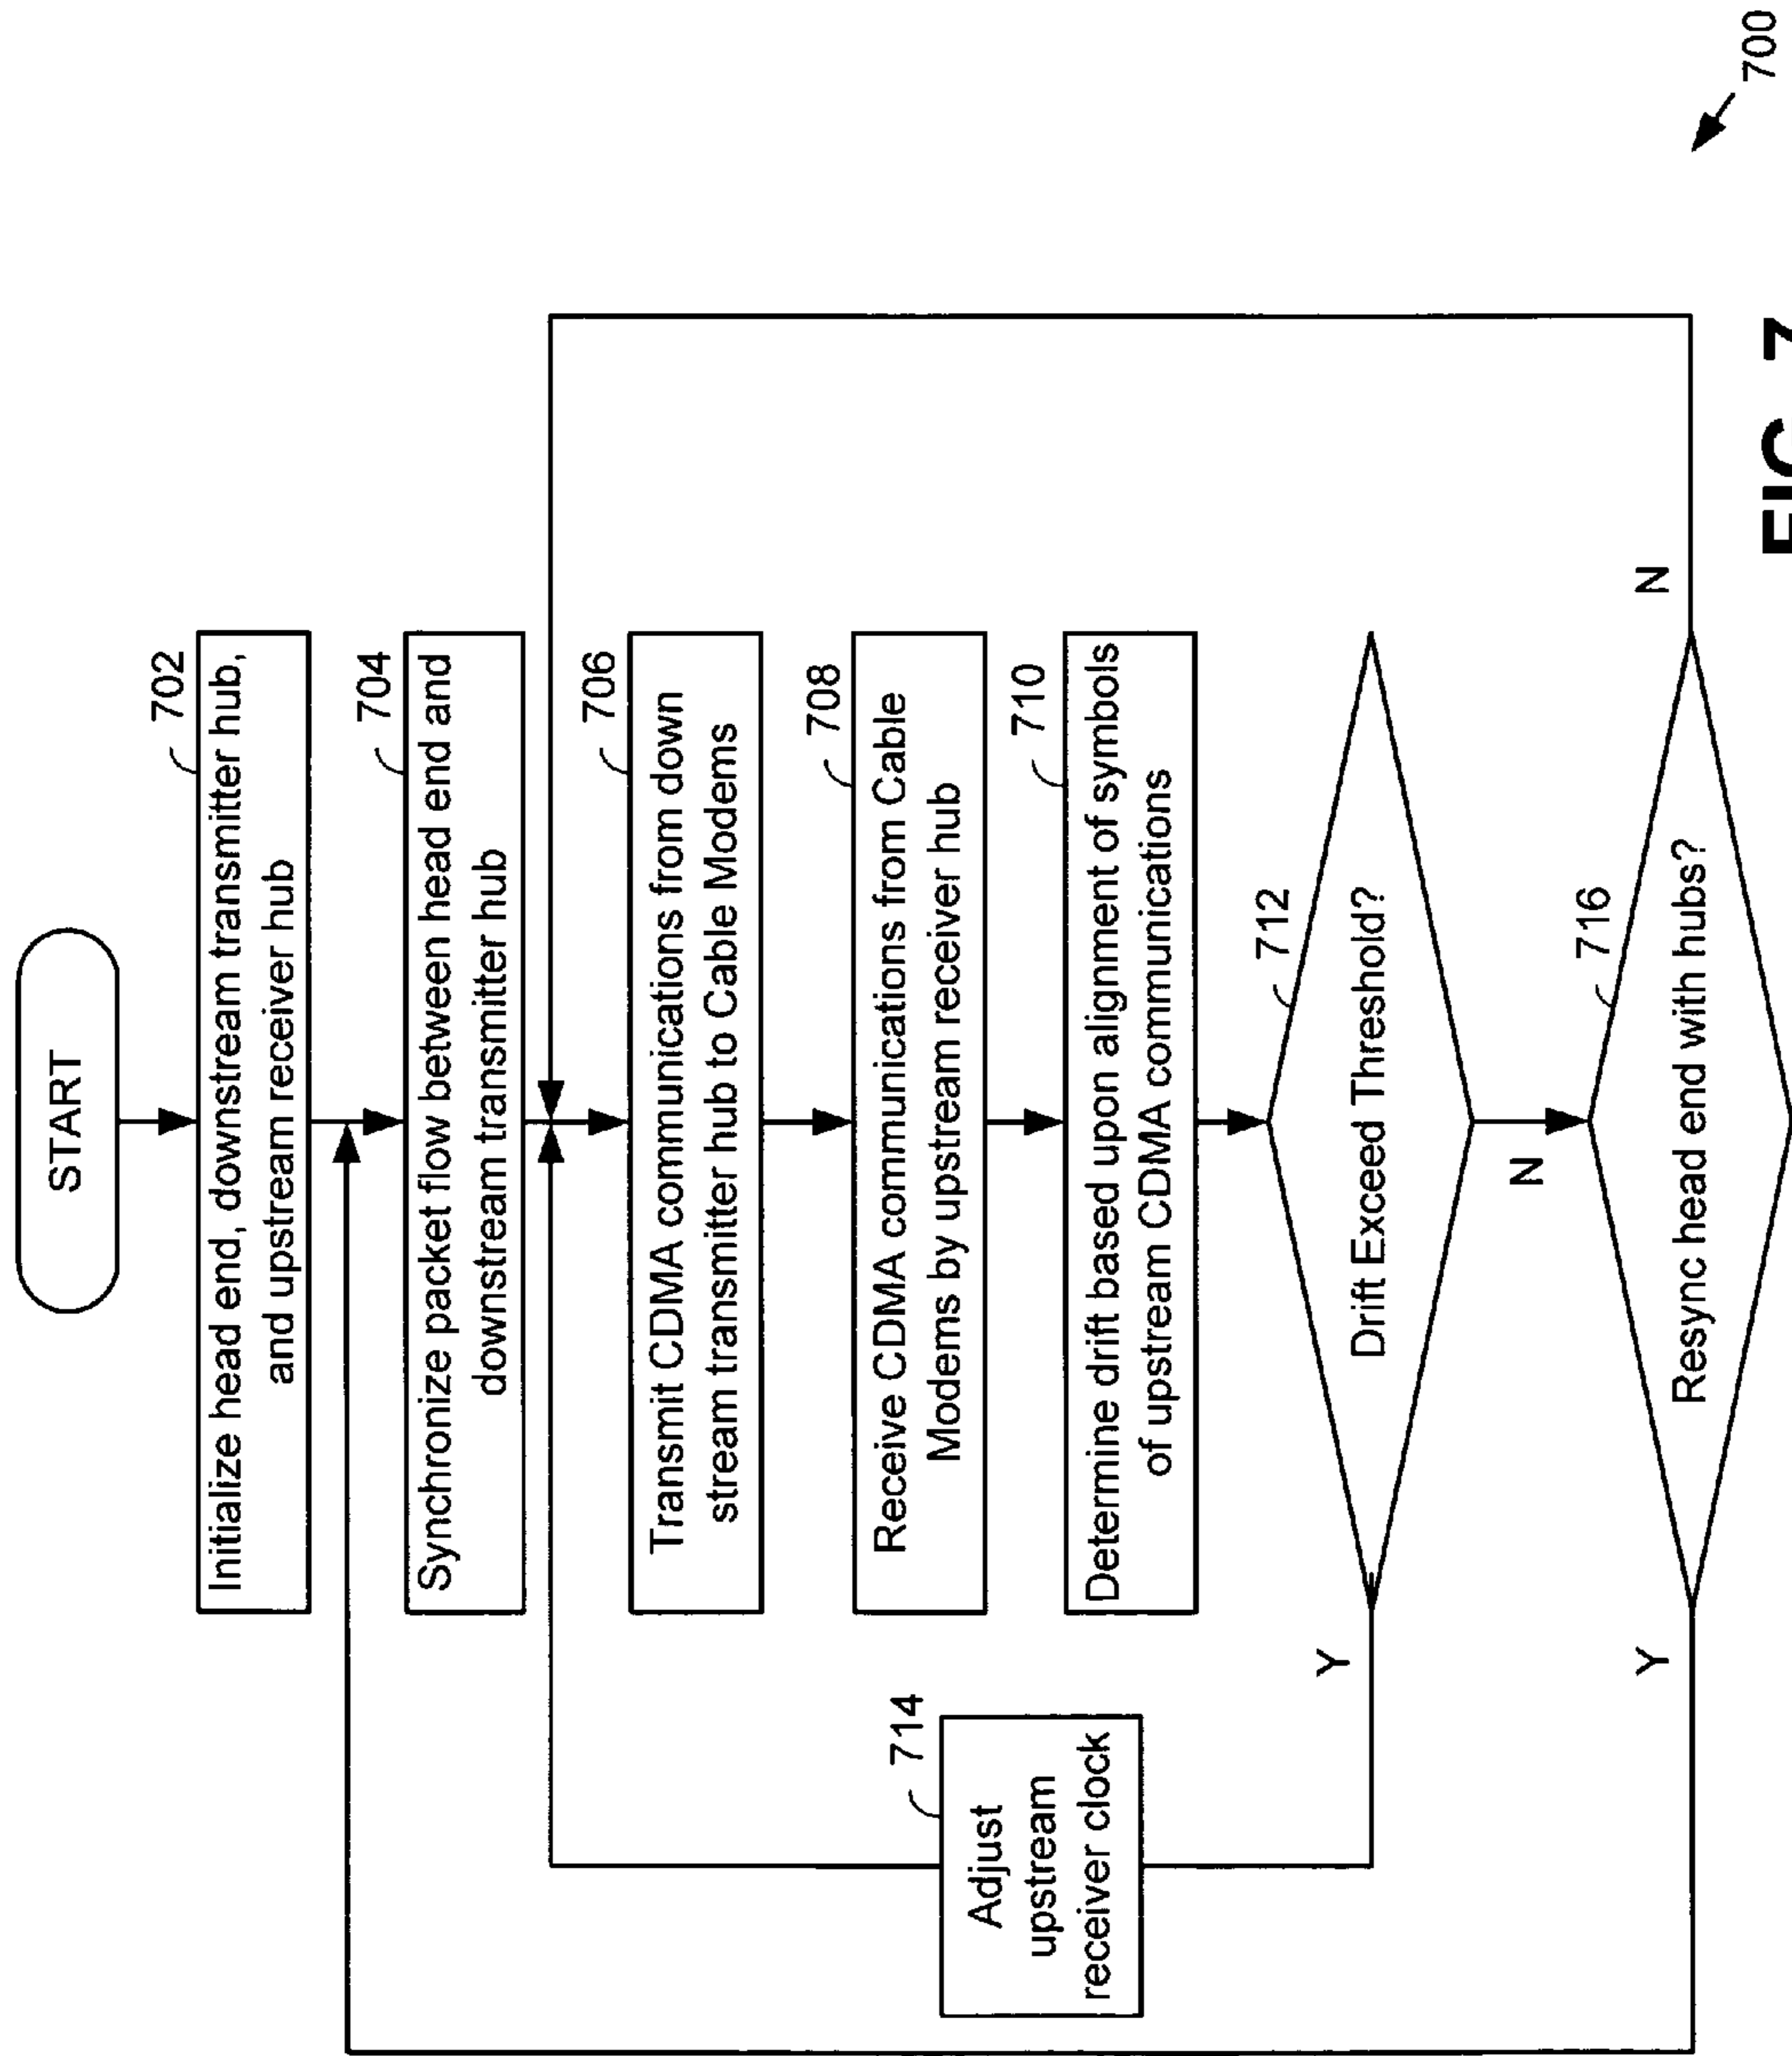 START
702
Initialize head end, downstream transmitter hub,
and upstream receiver hub
704
Synchronize packet flow between head end and
downstream transmitter hub
706
Transmit CDMA communications from down
stream transmitter hub to Cable Modems
708
Receive CDMA communications from Cable
Modems by upstream receiver hub
710
Determine drift based upon alignment of symbols
of upstream CDMA communications
712
Drift Exceed Threshold?
Y
N
714
Adjust
upstream
receiver clock
716
Resync head end with hubs?
Y
N
700
FIG. 7